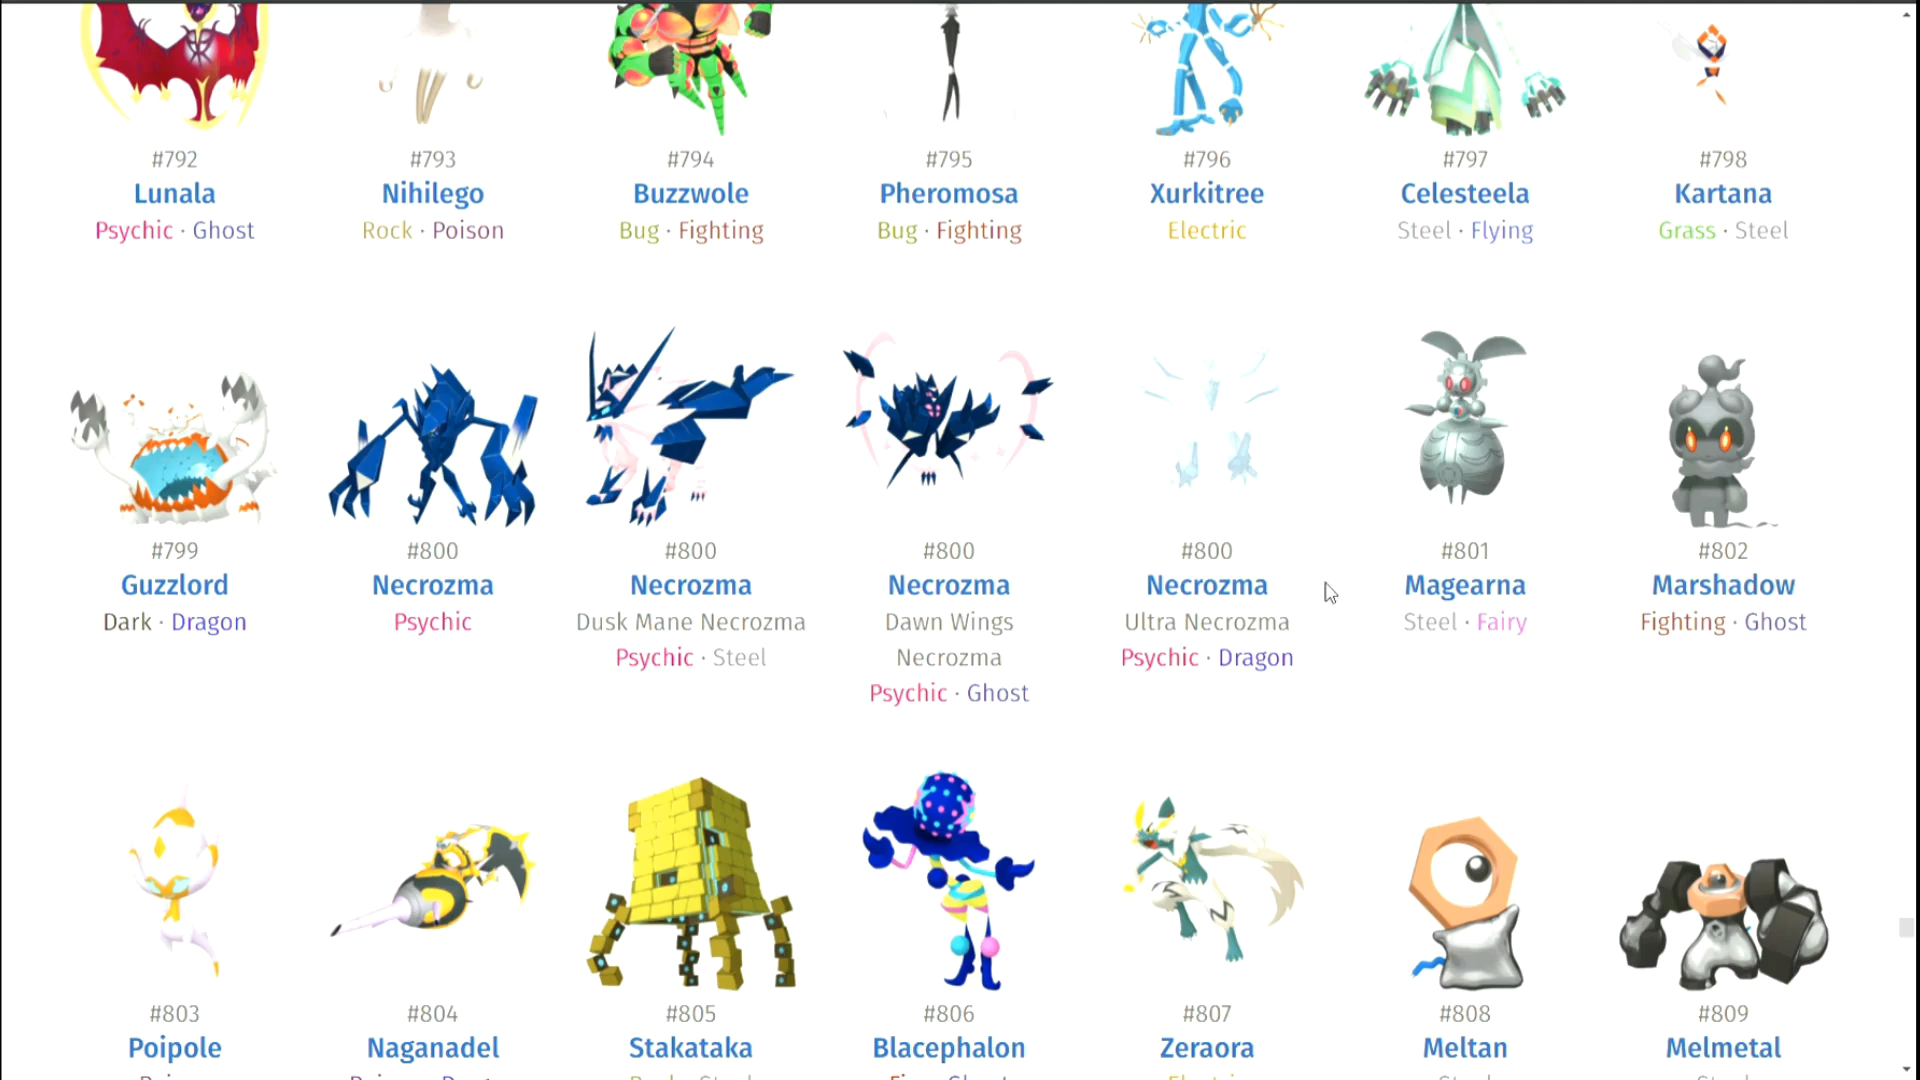 #792 #793 #794 #795 #796 #797 #798
Lunala Nihilego Buzzwole Pheromosa Xurkitree Celesteela Kartana
Psychic · Ghost Rock · Poison Bug · Fighting Bug · Fighting Electric Steel · Flying Grass · Steel
#799 #800 #800 #800 #800 #801 #802
Guzzlord Necrozma Necrozma Necrozma Necrozma Magearna Marshadow
Dark · Dragon Psychic Dusk Mane Necrozma Dawn Wings Ultra Necrozma Steel · Fairy Fighting · Ghost
Psychic · Steel Necrozma Psychic · Dragon
Psychic · Ghost
#803 #804 #805 #806 #807 #808 #809
Poipole Naganadel Stakataka Blacephalon Zeraora Meltan Melmetal